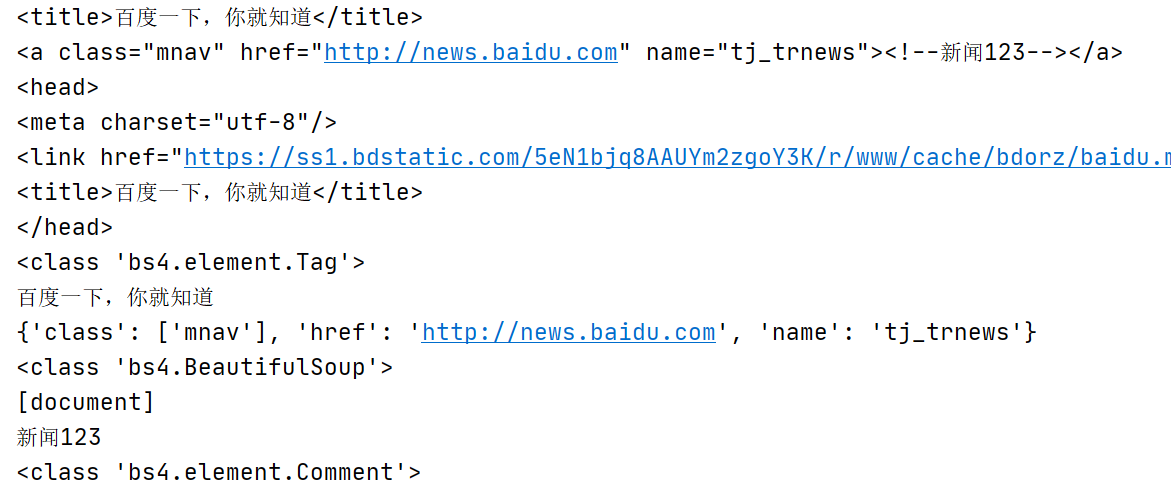 <title>百度一下，你就知道</title>
<a class="mnav" href="http://news.baidu.com" name="tj_trnews"><!--新闻123--></a>
<head>
<meta charset="utf-8"/>
<link href="https://ss1.bdstatic.com/5eN1bjq8AAUYm2zgoY3K/r/www/cache/bdorz/baidu.m
<title>百度一下，你就知道</title>
</head>
<class 'bs4.element.Tag'>
百度一下，你就知道
{'class': ['mnav'], 'href': 'http://news.baidu.com', 'name': 'tj_trnews'}
<class 'bs4.BeautifulSoup'>
[document]
新闻123
<class 'bs4.element.Comment'>